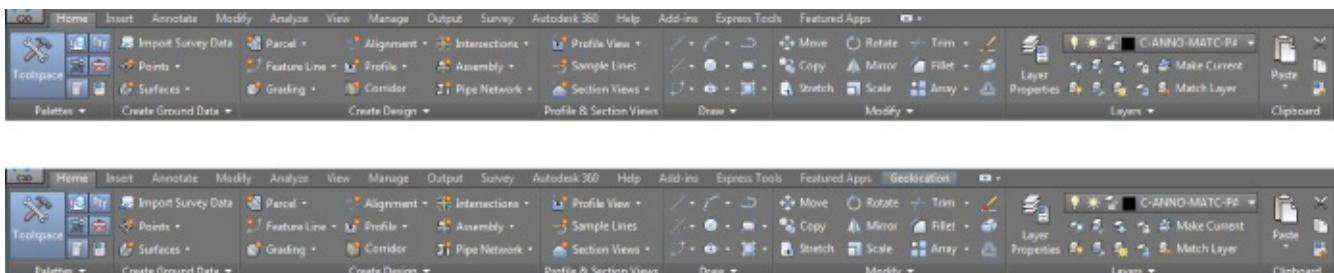 Home Insert Annotate Modify Analyze View Manage Output Survey Autodesk 360 Help Add-ins Express Tools Featured Apps
Import Survey Data Parcel Alignment Intersections Profile View Move Rotate Trim C-ANNO-MATC-PA
Toolspace Points Feature Line Profile Assembly Sample Lines Copy Mirror Fillet Layer Properties Make Current Paste
Surfaces Grading Corridor Pipe Network Section Views Stretch Scale Array Match Layer
Palettes Create Ground Data Create Design Profile & Section Views Draw Modify Layers Clipboard
Home Insert Annotate Modify Analyze View Manage Output Survey Autodesk 360 Help Add-ins Express Tools Featured Apps Geolocation
Import Survey Data Parcel Alignment Intersections Profile View Move Rotate Trim C-ANNO-MATC-PA
Toolspace Points Feature Line Profile Assembly Sample Lines Copy Mirror Fillet Layer Properties Make Current Paste
Surfaces Grading Corridor Pipe Network Section Views Stretch Scale Array Match Layer
Palettes Create Ground Data Create Design Profile & Section Views Draw Modify Layers Clipboard